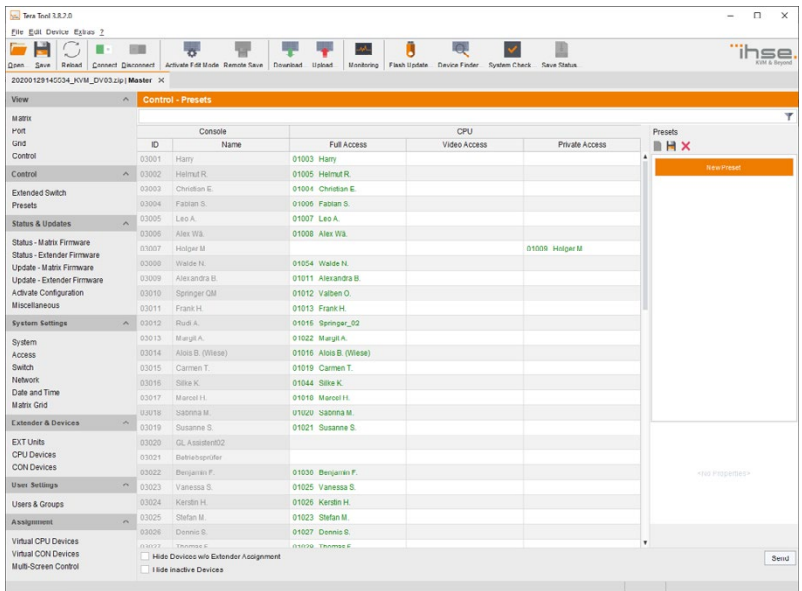 Tera Tool 3.8.2.0
File Edit Device Extras ?
Open Save Reload Connect Disconnect Activate Edit Mode Remote Save Download Upload Monitoring Flash Update Device Finder System Check Save Status
ihse.
KVM & Beyond
20200129145534_KVM_DV03.zip | Master
View
Matrix
Port
Grid
Control
Control
Extended Switch
Presets
Status & Updates
Status - Matrix Firmware
Status - Extender Firmware
Update - Matrix Firmware
Update - Extender Firmware
Activate Configuration
Miscellaneous
System Settings
System
Access
Switch
Network
Date and Time
Matrix Grid
Extender & Devices
EXT Units
CPU Devices
CON Devices
User Settings
Users & Groups
Assignment
Virtual CPU Devices
Virtual CON Devices
Multi-Screen Control
Control - Presets
Console CPU
ID Name Full Access Video Access Private Access
03001 Harry 01003 Harry
03002 Helmut R. 01005 Helmut R.
03003 Christian E. 01004 Christian E.
03004 Fabian S. 01006 Fabian S.
03005 Leo A. 01007 Leo A.
03006 Alex Wä. 01008 Alex Wä.
03007 Holger M. 01009 Holger M.
03008 Walde N. 01054 Walde N.
03009 Alexandra B. 01011 Alexandra B.
03010 Springer QM 01012 Valben O.
03011 Frank H. 01013 Frank H.
03012 Rudi A. 01015 Springer_02
03013 Margit A. 01022 Margit A.
03014 Alois B. (Wiese) 01016 Alois B. (Wiese)
03015 Carmen T. 01019 Carmen T.
03016 Silke K. 01044 Silke K.
03017 Marcel H. 01018 Marcel H.
03018 Sabrina M. 01020 Sabrina M.
03019 Susanne S. 01021 Susanne S.
03020 GL Assistent02
03021 Betriebsprüfer
03022 Benjamin F. 01030 Benjamin F.
03023 Vanessa S. 01025 Vanessa S.
03024 Kerstin H. 01026 Kerstin H.
03025 Stefan M. 01023 Stefan M.
03026 Dennis S. 01027 Dennis S.
03027 Thomas F. 01029 Thomas F.
Hide Devices w/o Extender Assignment
Hide inactive Devices
Presets
New Preset
<No Properties>
Send